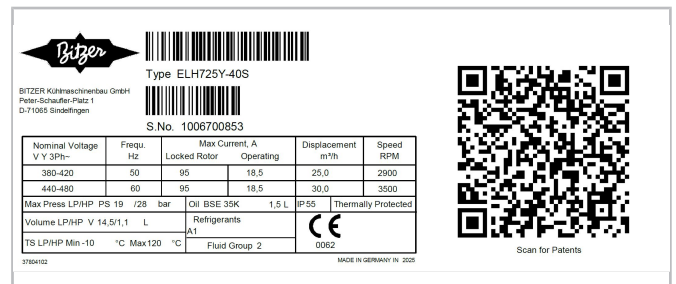 Bitzer
Type ELH725Y-40S
BITZER Kühlmaschinenbau GmbH
Peter-Schaufler-Platz 1
D-71065 Sindelfingen
S.No. 1006700853
Nominal Voltage V Y 3Ph~ Frequ. Hz Max Current, A Locked Rotor Operating Displacement m³/h Speed RPM
380-420 50 95 18,5 25,0 2900
440-480 60 95 18,5 30,0 3500
Max Press LP/HP PS 19 /28 bar Oil BSE 35K 1,5 L IP55 Thermally Protected
Volume LP/HP V 14,5/1,1 L Refrigerants
A1
CE
TS LP/HP Min -10 °C Max120 °C Fluid Group 2 0062
37804102 MADE IN GERMANY IN 2025
Scan for Patents